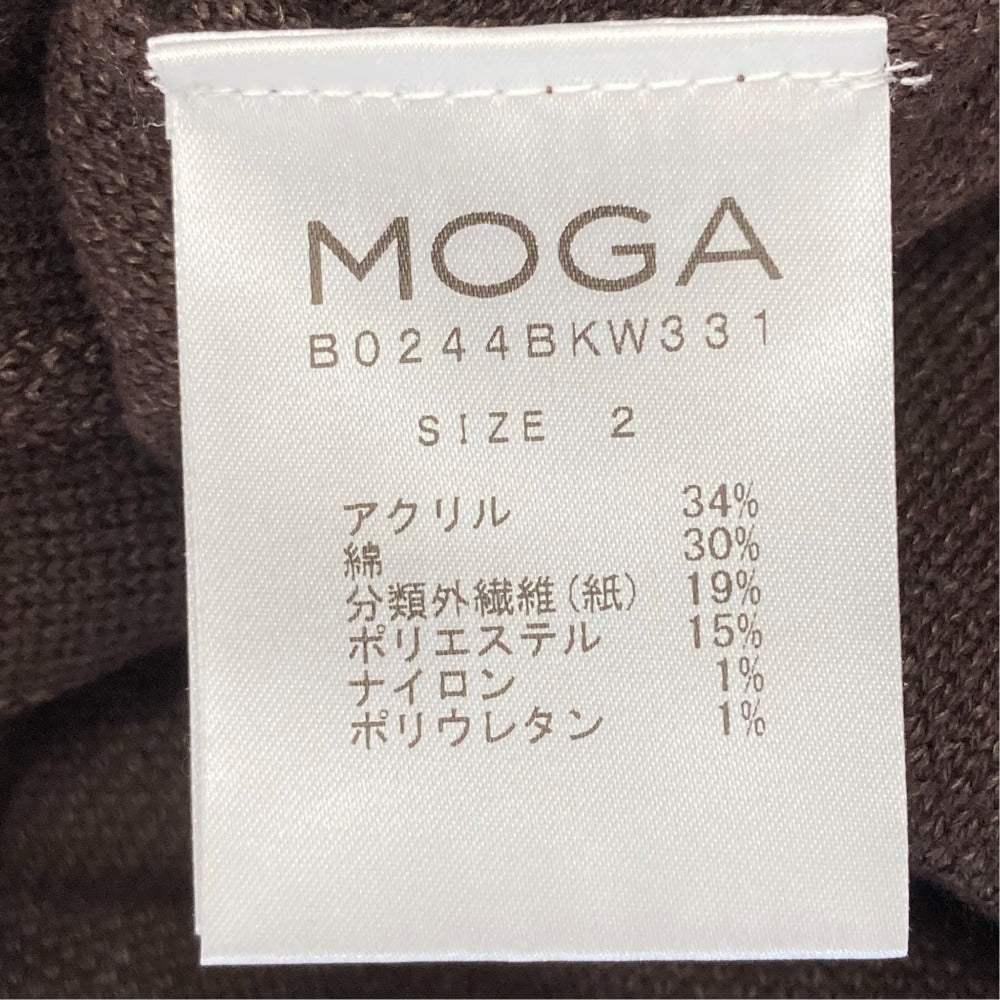 MOGA
B0244BKW331
SIZE 2
アクリル 34%
綿 30%
分類外繊維(紙) 19%
ポリエステル 15%
ナイロン 1%
ポリウレタン 1%